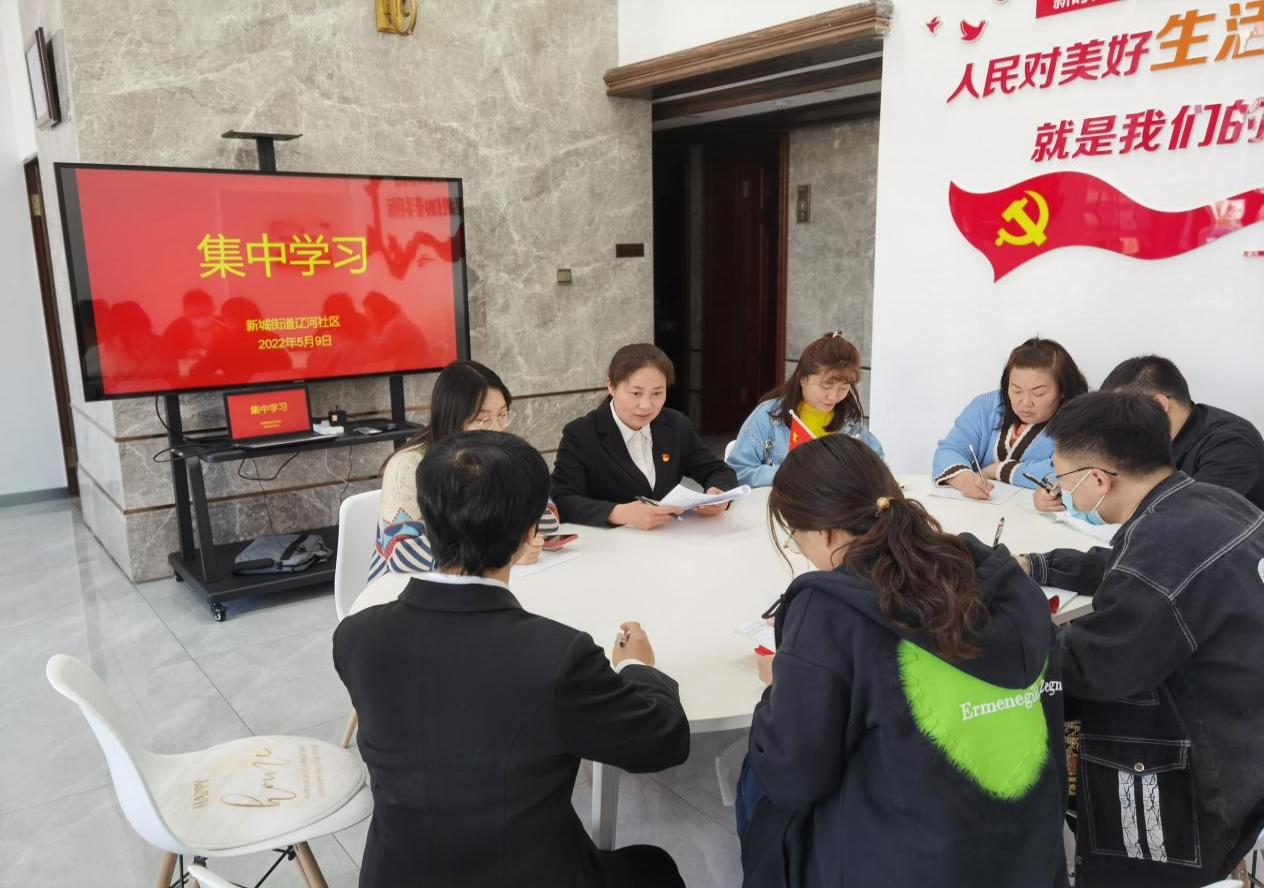 人民对美好生活
就是我们的
集中学习
新城街道辽河社区
2022年5月9日
集中学习
HAPPY
Ermenegil Zegn